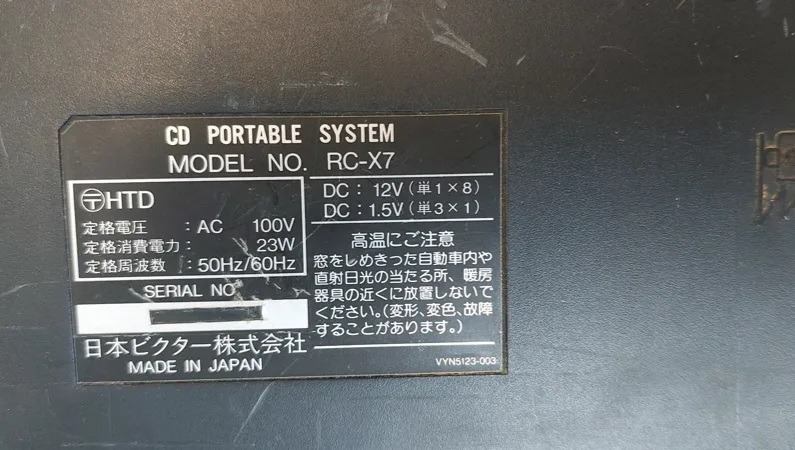 CD PORTABLE SYSTEM
MODEL NO. RC-X7
〒HTD
定格電圧 : AC 100V
定格消費電力 : 23W
定格周波数 : 50Hz/60Hz
SERIAL NO
日本ビクター株式会社
MADE IN JAPAN
DC : 12V (単1×8)
DC : 1.5V (単3×1)
高温にご注意
窓をしめきった自動車内や
直射日光の当たる所、暖房
器具の近くに放置しないで
ください。(変形、変色、故障
することがあります。)
VYN5123-003